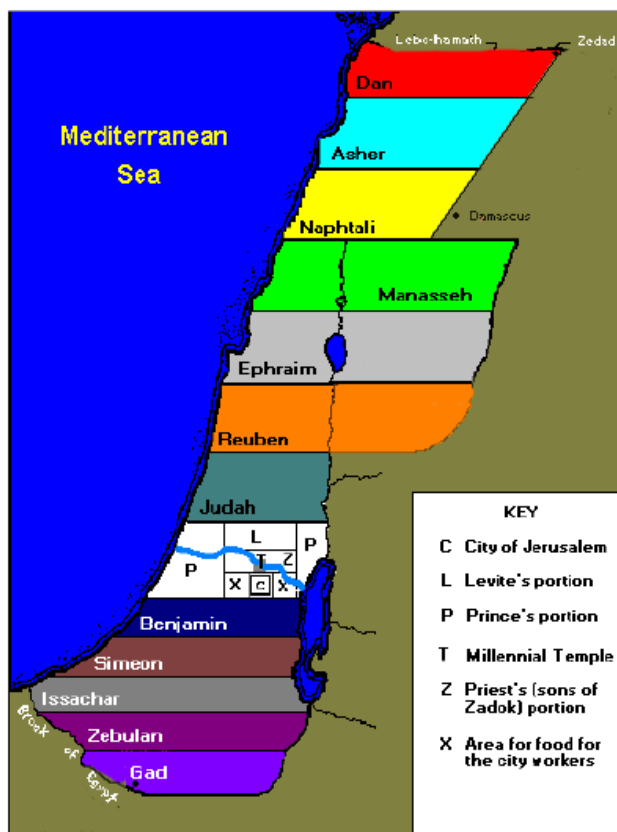 Lebo-hamath
Zedad
Dan
Mediterranean
Sea
Asher
Naphtali
Damascus
Manasseh
Ephraim
Reuben
Judah
L
P
P
T
Z
X
C
X
Benjamin
Simeon
Issachar
Zebulan
Gad
Brook of Egypt
KEY
C City of Jerusalem
L Levite's portion
P Prince's portion
T Millennial Temple
Z Priest's (sons of
Zadok) portion
X Area for food for
the city workers